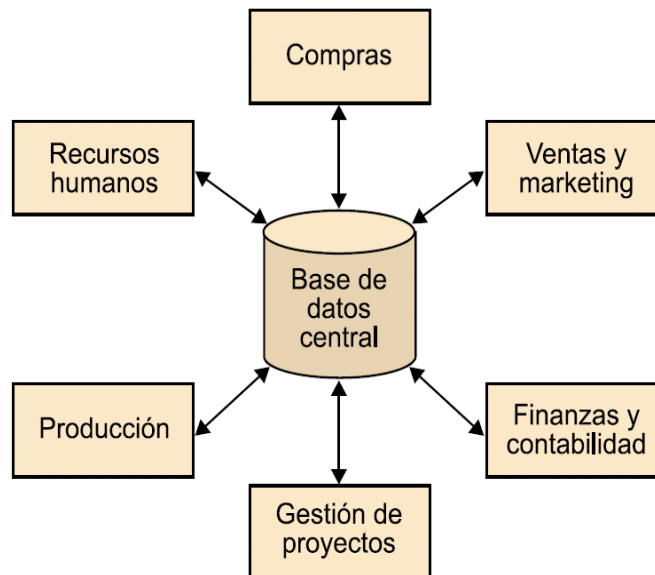 Compras
Recursos
humanos
Ventas y
marketing
Base de
datos
central
Producción
Finanzas y
contabilidad
Gestión de
proyectos